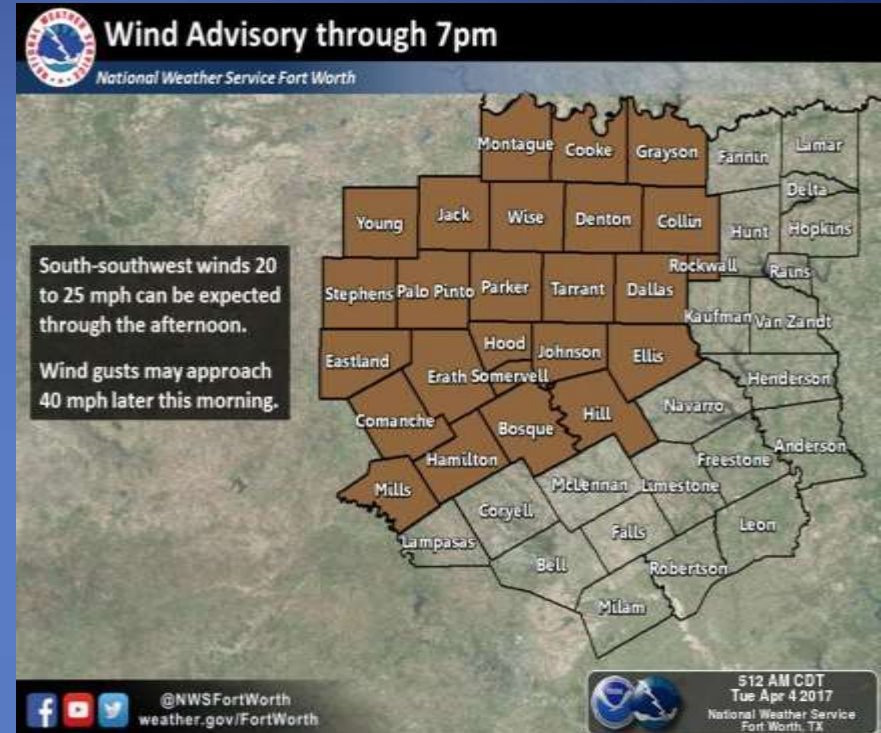 Wind Advisory through 7pm
National Weather Service Fort Worth
NATIONAL WEATHER SERVICE
South-southwest winds 20
to 25 mph can be expected
through the afternoon.
Wind gusts may approach
40 mph later this morning.
Montague Cooke Grayson Fannin Lamar
Delta
Young Jack Wise Denton Collin Hunt Hopkins
Rockwall Rains
Stephens Palo Pinto Parker Tarrant Dallas
Kaufman Van Zandt
Eastland Hood Johnson Ellis
Erath Somervell Henderson
Comanche Bosque Hill Navarro
Hamilton Freestone Anderson
Mills McLennan Limestone
Coryell Leon
Lampasas Falls
Bell Robertson
Milam
@NWSFortWorth
weather.gov/FortWorth
512 AM CDT
Tue Apr 4 2017
National Weather Service
Fort Worth, TX